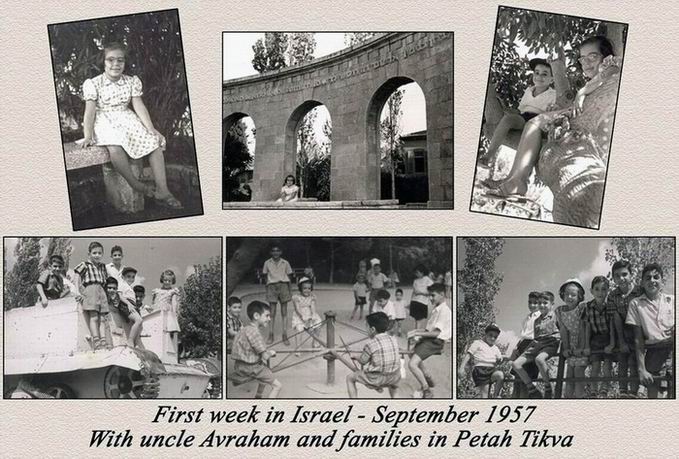 First week in Israel - September 1957
With uncle Avraham and families in Petah Tikva